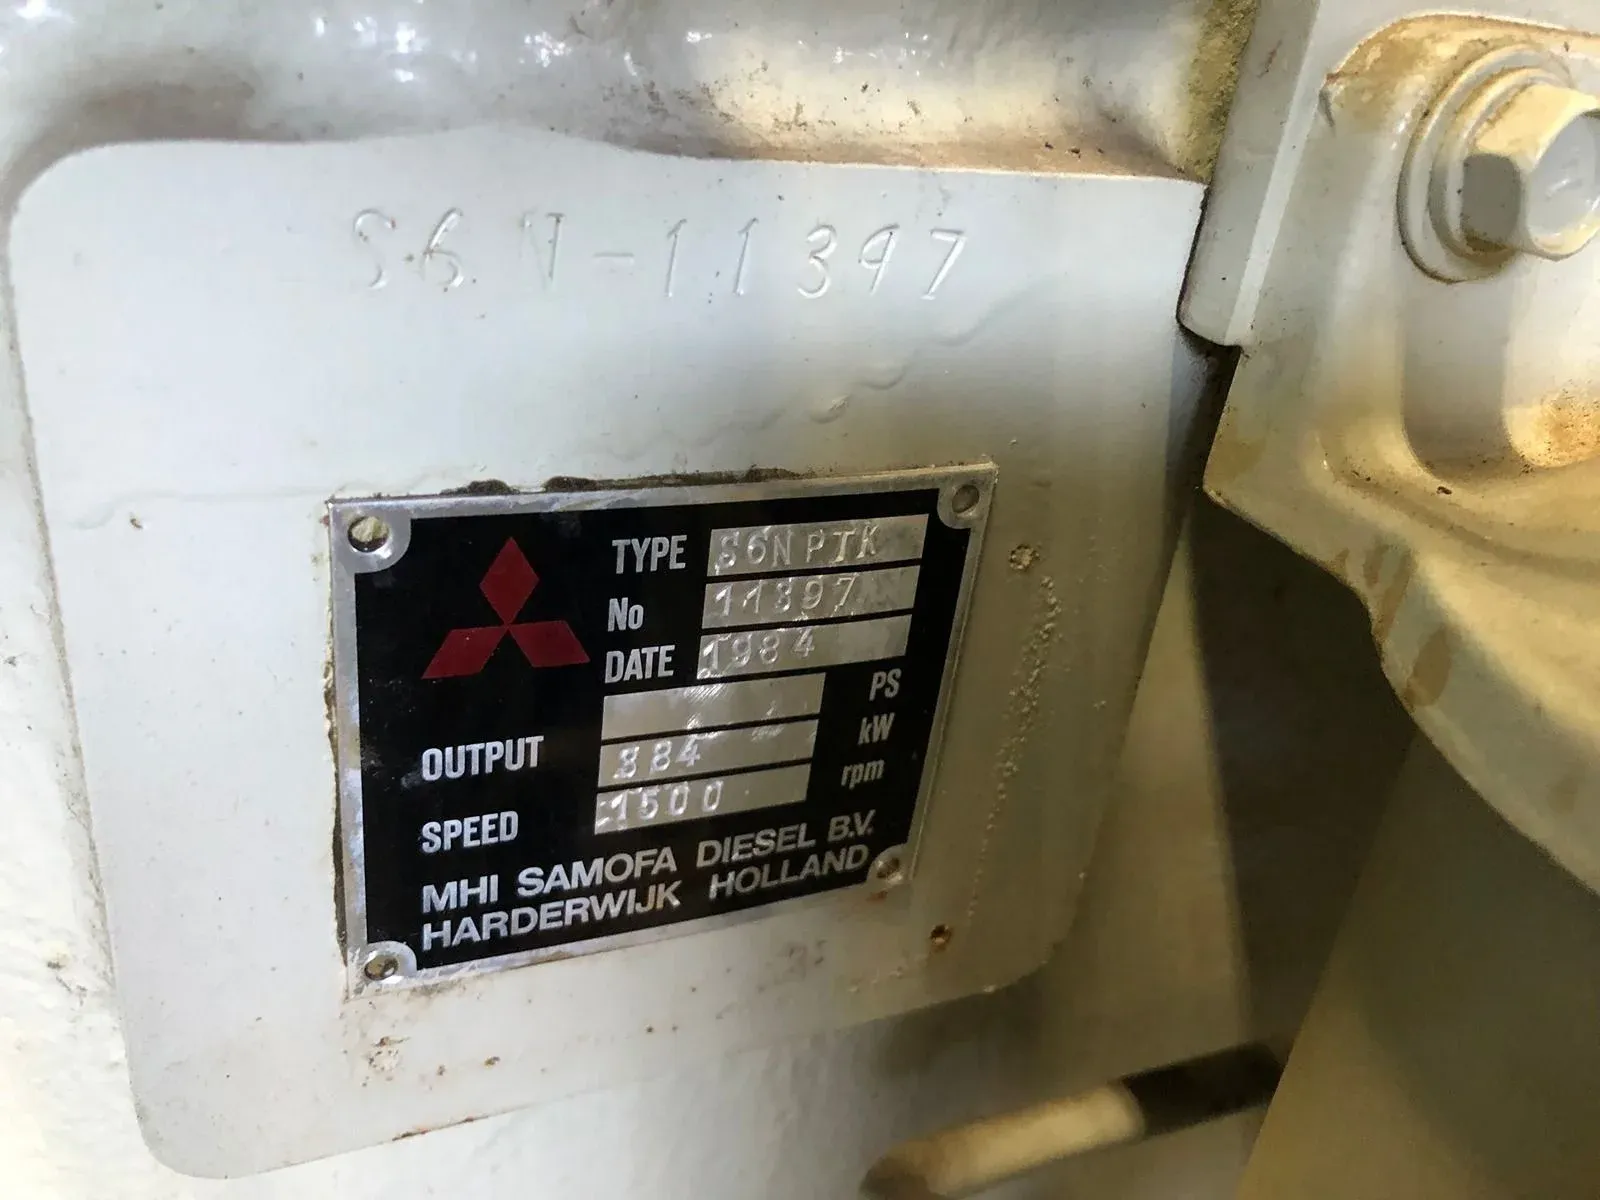 S6N-11397
TYPE S6NPTK
No 11397
DATE 1984
PS
OUTPUT 384 kW
SPEED 1500 rpm
MHI SAMOFA DIESEL B.V.
HARDERWIJK HOLLAND